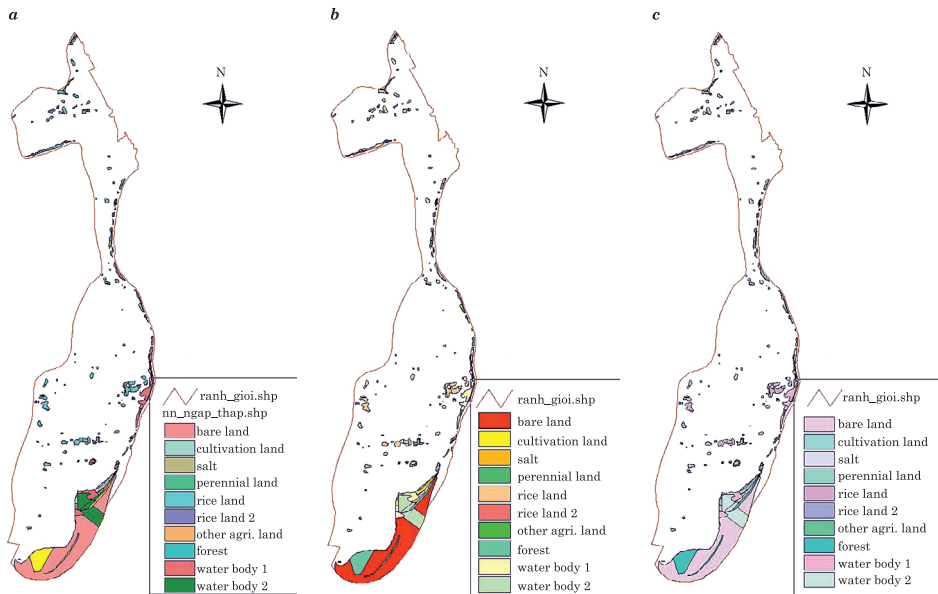 a
b
c
N
N
N
ranh_gioi.shp
nn_ngap_thap.shp
bare land
cultivation land
salt
perennial land
rice land
rice land 2
other agri. land
forest
water body 1
water body 2
ranh_gioi.shp
bare land
cultivation land
salt
perennial land
rice land
rice land 2
other agri. land
forest
water body 1
water body 2
ranh_gioi.shp
bare land
cultivation land
salt
perennial land
rice land
rice land 2
other agri. land
forest
water body 1
water body 2